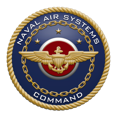 NAVAL AIR SYSTEMS
COMMAND